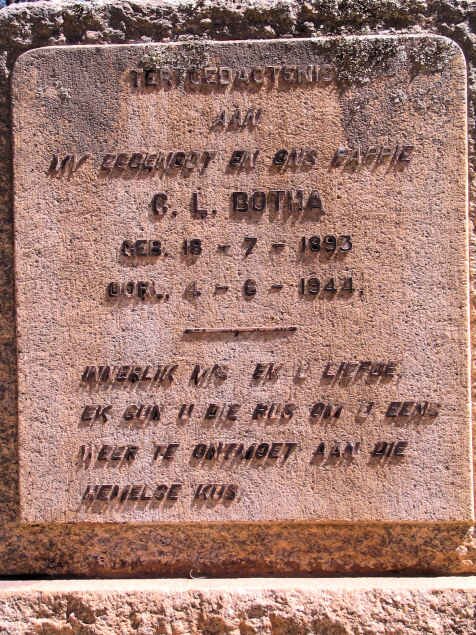 TER GEDAGTENIS
AAN
MY EGGENOOT EN ONS PAPPIE
C. L. BOTHA
GEB. 18 - 7 - 1893
OORL. 4 - 6 - 1944.
INNERLIK MIS EK U LIEFDE,
EK GUN U DIE RUS OM U EENS
WEER TE ONTMOET AAN DIE
HEMELSE KUS.